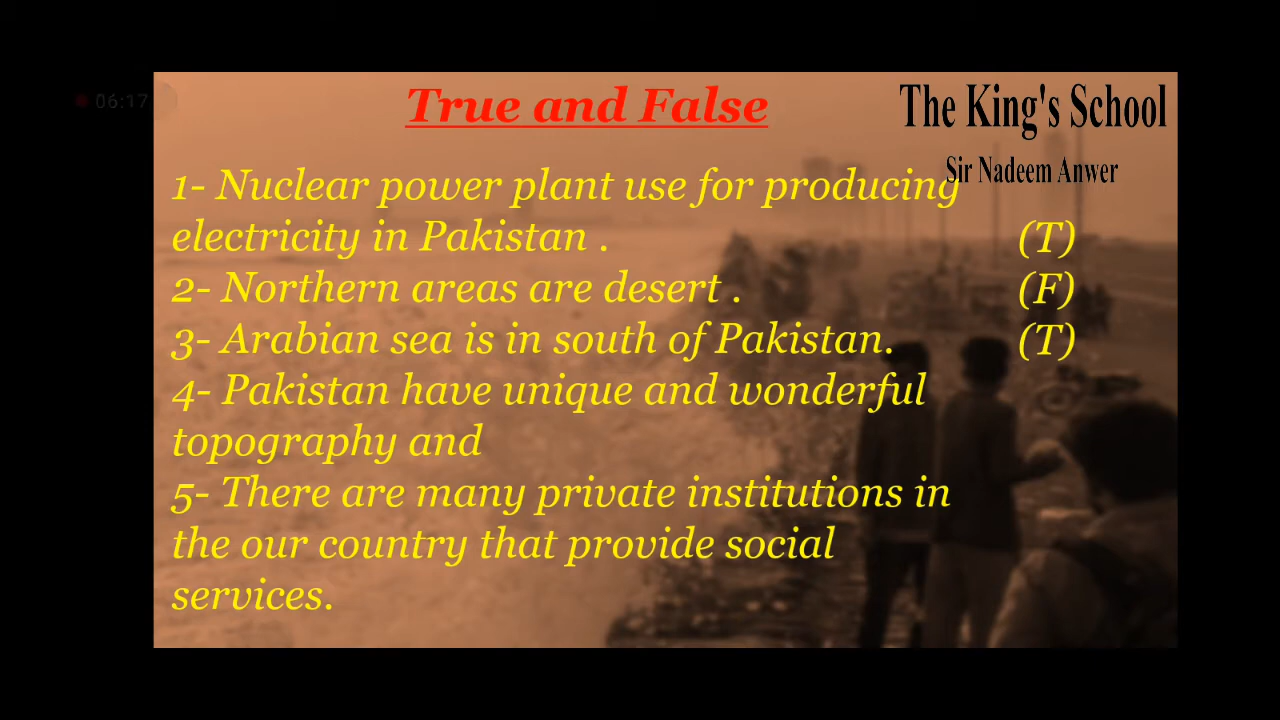 06:17
True and False
The King's School
Sir Nadeem Anwer
1- Nuclear power plant use for producing
electricity in Pakistan . (T)
2- Northern areas are desert . (F)
3- Arabian sea is in south of Pakistan. (T)
4- Pakistan have unique and wonderful
topography and
5- There are many private institutions in
the our country that provide social
services.